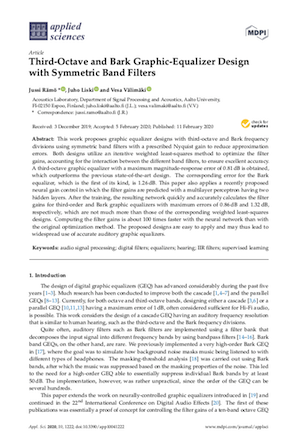 applied
sciences
MDPI
Article
Third-Octave and Bark Graphic-Equalizer Design
with Symmetric Band Filters
Jussi Rämö *, Juho Liski and Vesa Välimäki
Acoustics Laboratory, Department of Signal Processing and Acoustics, Aalto University,
FI-02150 Espoo, Finland; juho.liski@aalto.fi (J.L.); vesa.valimaki@aalto.fi (V.V.)
* Correspondence: jussi.ramo@aalto.fi (J.R.)
Received: 3 December 2019; Accepted: 5 February 2020; Published: 11 February 2020
check for
updates
Abstract: This work proposes graphic equalizer designs with third-octave and Bark frequency
divisions using symmetric band filters with a prescribed Nyquist gain to reduce approximation
errors. Both designs utilize an iterative weighted least-squares method to optimize the filter
gains, accounting for the interaction between the different band filters, to ensure excellent accuracy.
A third-octave graphic equalizer with a maximum magnitude-response error of 0.81 dB is obtained,
which outperforms the previous state-of-the-art design. The corresponding error for the Bark
equalizer, which is the first of its kind, is 1.26 dB. This paper also applies a recently proposed
neural gain control in which the filter gains are predicted with a multilayer perceptron having two
hidden layers. After the training, the resulting network quickly and accurately calculates the filter
gains for third-order and Bark graphic equalizers with maximum errors of 0.86 dB and 1.32 dB,
respectively, which are not much more than those of the corresponding weighted least-squares
designs. Computing the filter gains is about 100 times faster with the neural network than with
the original optimization method. The proposed designs are easy to apply and may thus lead to
widespread use of accurate auditory graphic equalizers.
Keywords: audio signal processing; digital filters; equalizers; hearing; IIR filters; supervised learning
1. Introduction
The design of digital graphic equalizers (GEQ) has advanced considerably during the past five
years [1–3]. Much research has been conducted to improve both the cascade [1,4–7] and the parallel
GEQs [8–13]. Currently, for both octave and third-octave bands, designing either a cascade [3,6] or a
parallel GEQ [10,11,13] having a maximum error of 1 dB, often considered sufficient for Hi-Fi audio,
is possible. This work considers the design of a cascade GEQ having an auditory frequency resolution
that is similar to human hearing, such as the third-octave and the Bark frequency divisions.
Quite often, auditory filters such as Bark filters are implemented using a filter bank that
decomposes the input signal into different frequency bands by using bandpass filters [14–16]. Bark
band GEQs, on the other hand, are rare. We previously implemented a very high-order Bark GEQ
in [17], where the goal was to simulate how background noise masks music being listened to with
different types of headphones. The masking-threshold analysis [18] was carried out using Bark
bands, after which the music was suppressed based on the masking properties of the noise. This led
to the need for a high-order GEQ able to essentially suppress individual Bark bands by at least
50 dB. The implementation, however, was rather unpractical, since the order of the GEQ can be
several hundreds.
This paper extends the work on neurally-controlled graphic equalizers introduced in [19] and
continued in the 22nd International Conference on Digital Audio Effects [20]. The first of these
publications was essentially a proof of concept for controlling the filter gains of a ten-band octave GEQ
Appl. Sci. 2020, 10, 1222; doi:10.3390/app10041222
www.mdpi.com/journal/applsci